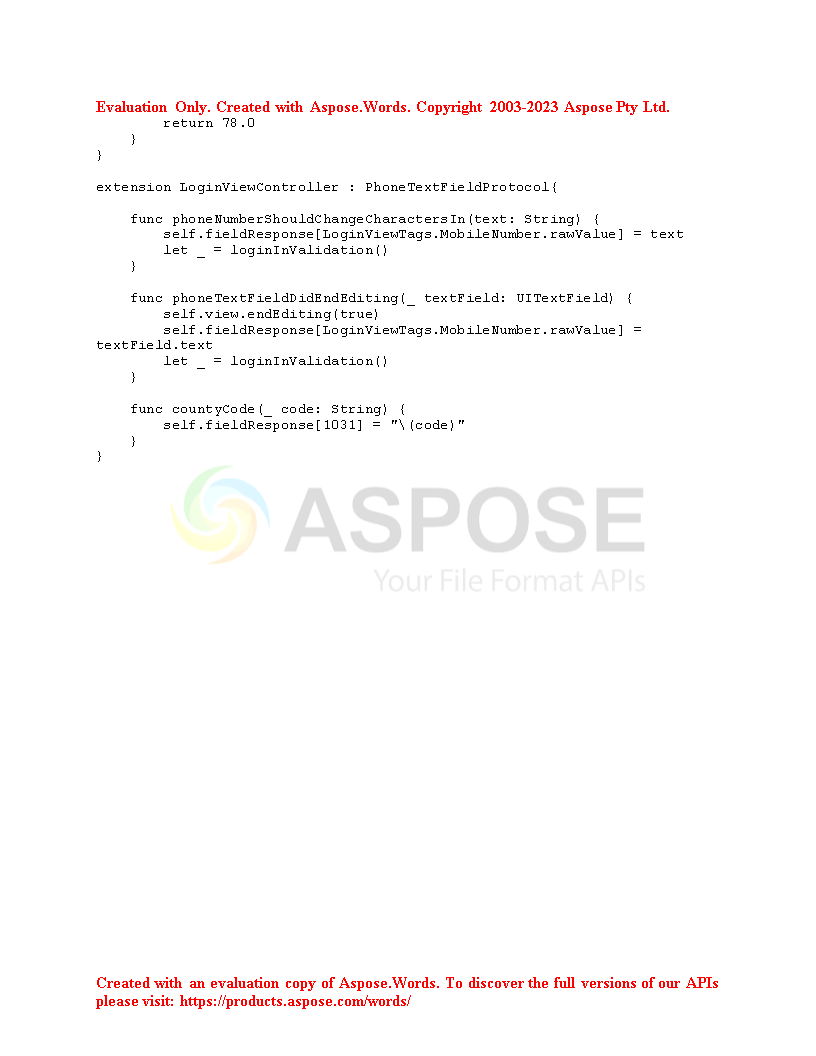 Evaluation Only. Created with Aspose.Words. Copyright 2003-2023 Aspose Pty Ltd.
        return 78.0
    }
}

extension LoginViewController : PhoneTextFieldProtocol{

    func phoneNumberShouldChangeCharactersIn(text: String) {
        self.fieldResponse[LoginViewTags.MobileNumber.rawValue] = text
        let _ = loginInValidation()
    }

    func phoneTextFieldDidEndEditing(_ textField: UITextField) {
        self.view.endEditing(true)
        self.fieldResponse[LoginViewTags.MobileNumber.rawValue] =
textField.text
        let _ = loginInValidation()
    }

    func countyCode(_ code: String) {
        self.fieldResponse[1031] = "\(code)"
    }
}
ASPOSE
Your File Format APIs
Created with an evaluation copy of Aspose.Words. To discover the full versions of our APIs
please visit: https://products.aspose.com/words/